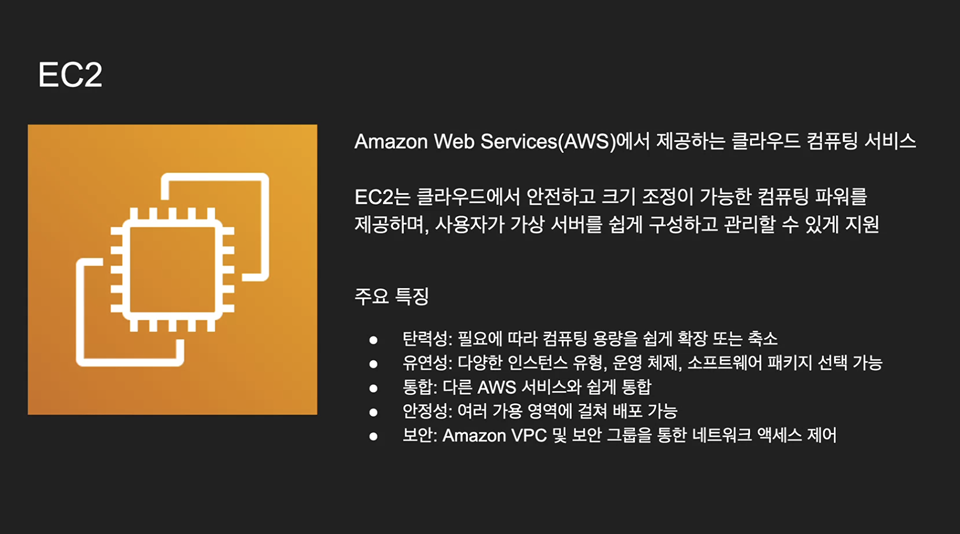 EC2
Amazon Web Services(AWS)에서 제공하는 클라우드 컴퓨팅 서비스
EC2는 클라우드에서 안전하고 크기 조정이 가능한 컴퓨팅 파워를
제공하며, 사용자가 가상 서버를 쉽게 구성하고 관리할 수 있게 지원
주요 특징
● 탄력성: 필요에 따라 컴퓨팅 용량을 쉽게 확장 또는 축소
● 유연성: 다양한 인스턴스 유형, 운영 체제, 소프트웨어 패키지 선택 가능
● 통합: 다른 AWS 서비스와 쉽게 통합
● 안정성: 여러 가용 영역에 걸쳐 배포 가능
● 보안: Amazon VPC 및 보안 그룹을 통한 네트워크 액세스 제어